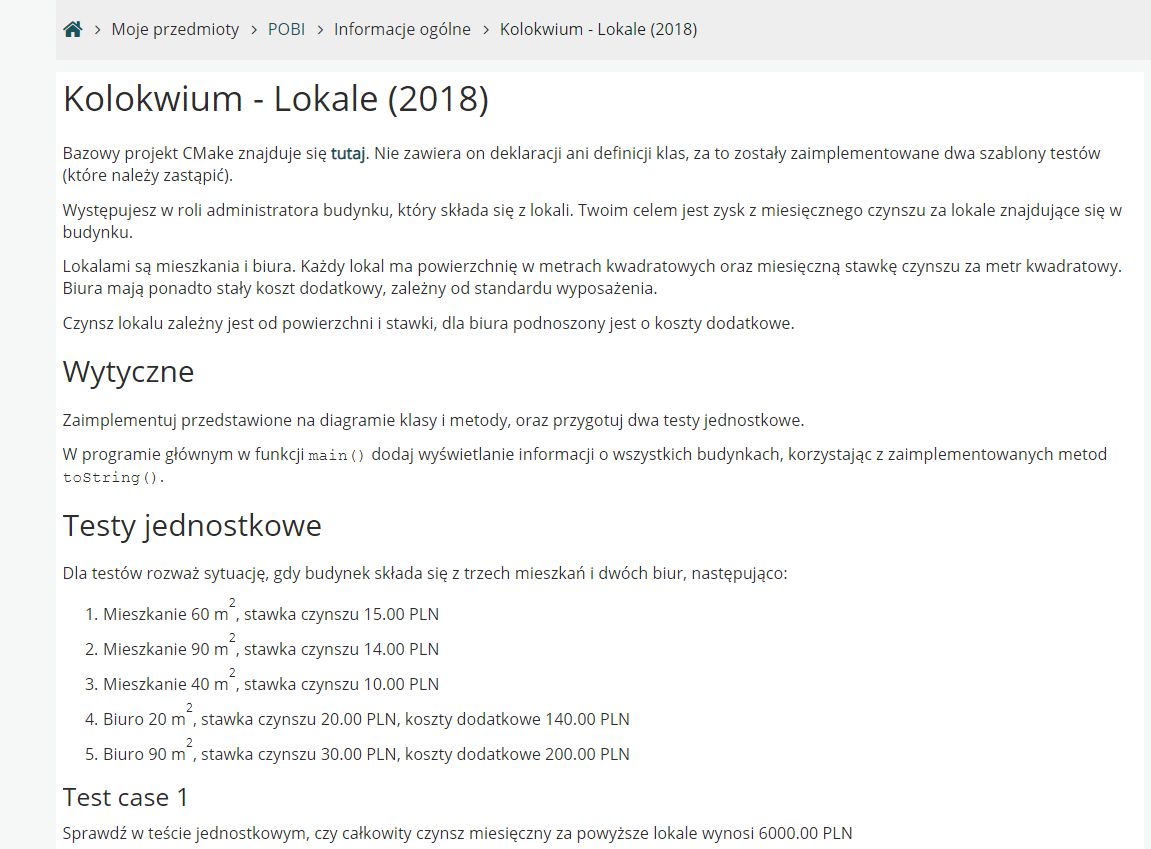 Moje przedmioty > POBI > Informacje ogólne > Kolokwium - Lokale (2018)
Kolokwium - Lokale (2018)
Bazowy projekt CMake znajduje się tutaj. Nie zawiera on deklaracji ani definicji klas, za to zostały zaimplementowane dwa szablony testów
(które należy zastąpić).
Występujesz w roli administratora budynku, który składa się z lokali. Twoim celem jest zysk z miesięcznego czynszu za lokale znajdujące się w
budynku.
Lokalami są mieszkania i biura. Każdy lokal ma powierzchnię w metrach kwadratowych oraz miesięczną stawkę czynszu za metr kwadratowy.
Biura mają ponadto stały koszt dodatkowy, zależny od standardu wyposażenia.
Czynsz lokalu zależny jest od powierzchni i stawki, dla biura podnoszony jest o koszty dodatkowe.
Wytyczne
Zaimplementuj przedstawione na diagramie klasy i metody, oraz przygotuj dwa testy jednostkowe.
W programie głównym w funkcji main() dodaj wyświetlanie informacji o wszystkich budynkach, korzystając z zaimplementowanych metod
toString().
Testy jednostkowe
Dla testów rozważ sytuację, gdy budynek składa się z trzech mieszkań i dwóch biur, następująco:
1. Mieszkanie 60 m², stawka czynszu 15.00 PLN
2. Mieszkanie 90 m², stawka czynszu 14.00 PLN
3. Mieszkanie 40 m², stawka czynszu 10.00 PLN
4. Biuro 20 m², stawka czynszu 20.00 PLN, koszty dodatkowe 140.00 PLN
5. Biuro 90 m², stawka czynszu 30.00 PLN, koszty dodatkowe 200.00 PLN
Test case 1
Sprawdź w teście jednostkowym, czy całkowity czynsz miesięczny za powyższe lokale wynosi 6000.00 PLN